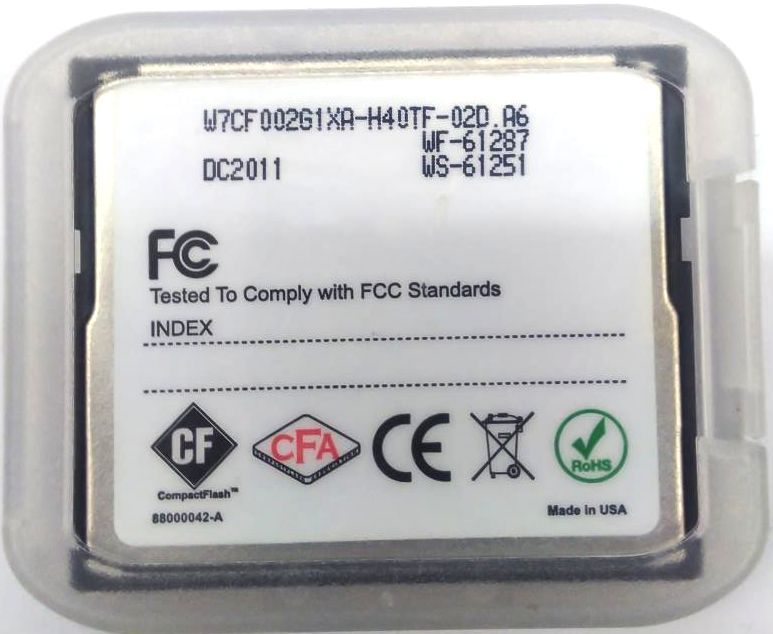 W7CF002G1XA-H40TF-02D.A6
WF-61287
DC2011 WS-61251
FC
Tested To Comply with FCC Standards
INDEX
CF
CFA
CE
RoHS
CompactFlash™
88000042-A
Made in USA